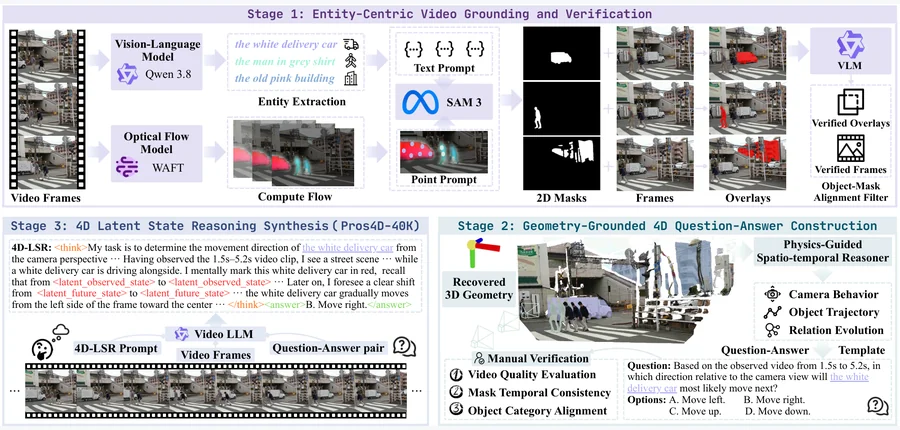 Stage 1: Entity-Centric Video Grounding and Verification
Video Frames
Vision-Language
Model
Qwen 3.8
Optical Flow
Model
WAFT
the white delivery car
the man in grey shirt
the old pink building
Entity Extraction
Compute Flow
{··} {··} {··}
Text Prompt
SAM 3
Point Prompt
2D Masks
Frames
Overlays
VLM
Verified Overlays
Verified Frames
Object-Mask
Alignment Filter
Stage 3: 4D Latent State Reasoning Synthesis(Pros4D-40K)
4D-LSR: <think>My task is to determine the movement direction of the white delivery car from
the camera perspective ··· Having observed the 1.5s–5.2s video clip, I see a street scene ··· while
a white delivery car is driving alongside. I mentally mark this white delivery car in red, recall
that from <latent_observed_state> to <latent_observed_state> ··· Later on, I foresee a clear shift
from <latent_future_state> to <latent_future_state> ··· the white delivery car gradually moves
from the left side of the frame toward the center ··· </think><answer>B. Move right.</answer>
Video LLM
4D-LSR Prompt
Video Frames
Question-Answer pair
... ...
Stage 2: Geometry-Grounded 4D Question-Answer Construction
Recovered
3D Geometry
Physics-Guided
Spatio-temporal Reasoner
Camera Behavior
Object Trajectory
Relation Evolution
Question-Answer Template
Manual Verification
1 Video Quality Evaluation
2 Mask Temporal Consistency
3 Object Category Alignment
Question: Based on the observed video from 1.5s to 5.2s, in
which direction relative to the camera view will the white
delivery car most likely move next?
Options: A. Move left. B. Move right.
C. Move up. D. Move down.